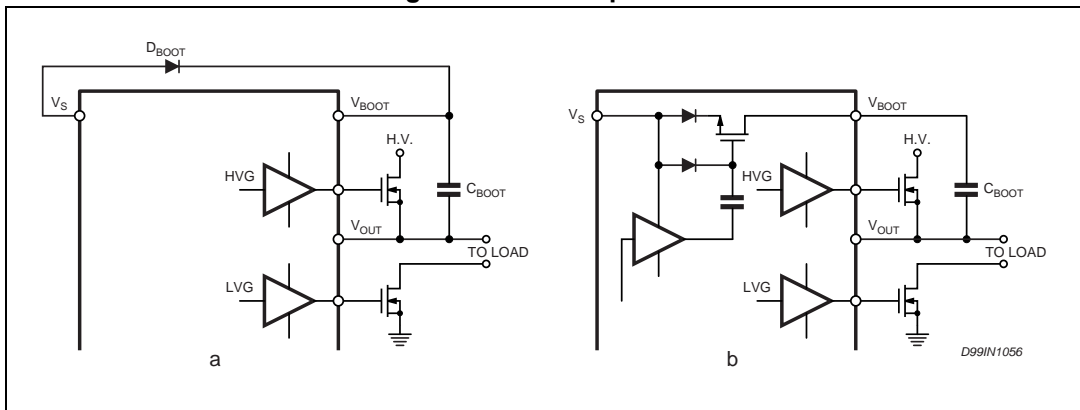 D_BOOT
V_S
V_BOOT
H.V.
HVG
C_BOOT
V_OUT
TO LOAD
LVG
a
V_S
V_BOOT
H.V.
HVG
C_BOOT
V_OUT
TO LOAD
LVG
b
D99IN1056